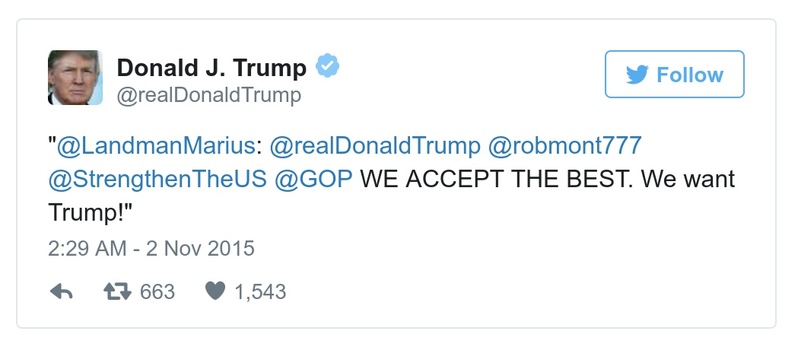 Donald J. Trump
@realDonaldTrump
Follow
"@LandmanMarius: @realDonaldTrump @robmont777
@StrengthenTheUS @GOP WE ACCEPT THE BEST. We want
Trump!"
2:29 AM - 2 Nov 2015
663 1,543